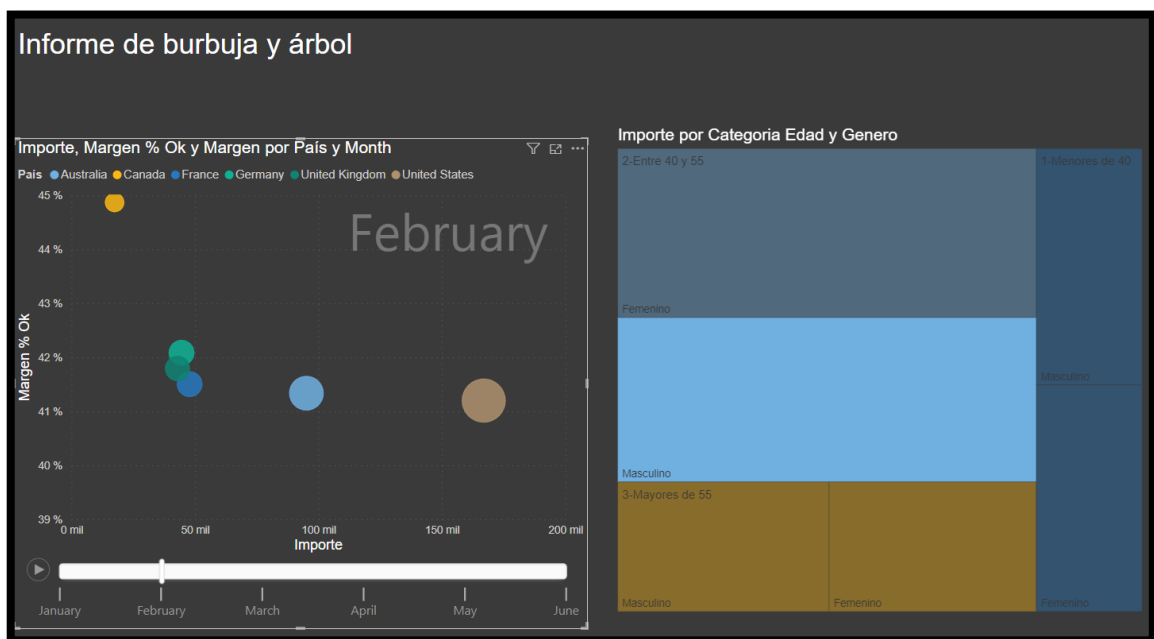 Informe de burbuja y árbol
Importe, Margen % Ok y Margen por País y Month
País Australia Canada France Germany United Kingdom United States
45 %
February
44 %
43 %
42 %
41 %
40 %
39 %
Margen % Ok
0 mil 50 mil 100 mil 150 mil 200 mil
Importe
January February March April May June
Importe por Categoria Edad y Genero
2-Entre 40 y 55
1-Menores de 40
Femenino
Masculino
Masculino
3-Mayores de 55
Masculino
Femenino
Femenino